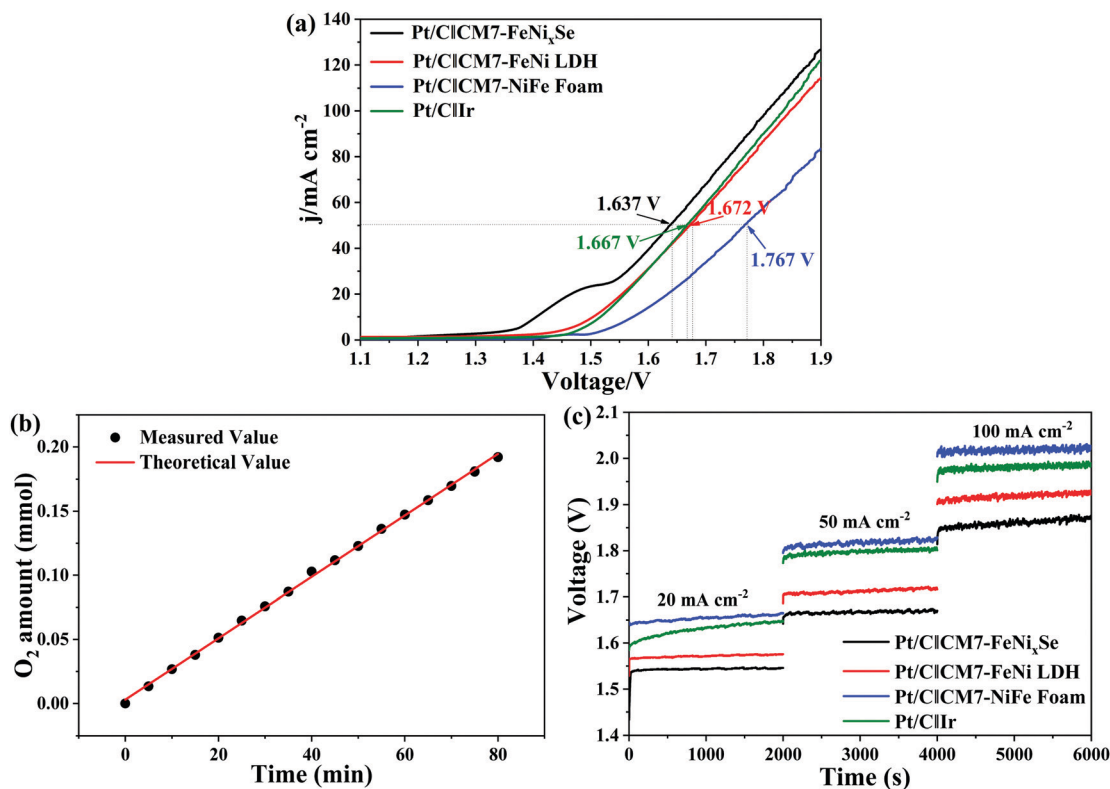 (a)
Pt/C||CM7-FeNiₓSe
Pt/C||CM7-FeNi LDH
Pt/C||CM7-NiFe Foam
Pt/C||Ir
140
120
100
80
60
40
20
0
j/mA cm⁻²
1.637 V
1.672 V
1.667 V
1.767 V
1.1 1.2 1.3 1.4 1.5 1.6 1.7 1.8 1.9
Voltage/V
(b)
Measured Value
Theoretical Value
0.20
0.15
0.10
0.05
0.00
O₂ amount (mmol)
0 20 40 60 80
Time (min)
(c)
2.1
2.0
1.9
1.8
1.7
1.6
1.5
1.4
Voltage (V)
100 mA cm⁻²
50 mA cm⁻²
20 mA cm⁻²
Pt/C||CM7-FeNiₓSe
Pt/C||CM7-FeNi LDH
Pt/C||CM7-NiFe Foam
Pt/C||Ir
0 1000 2000 3000 4000 5000 6000
Time (s)